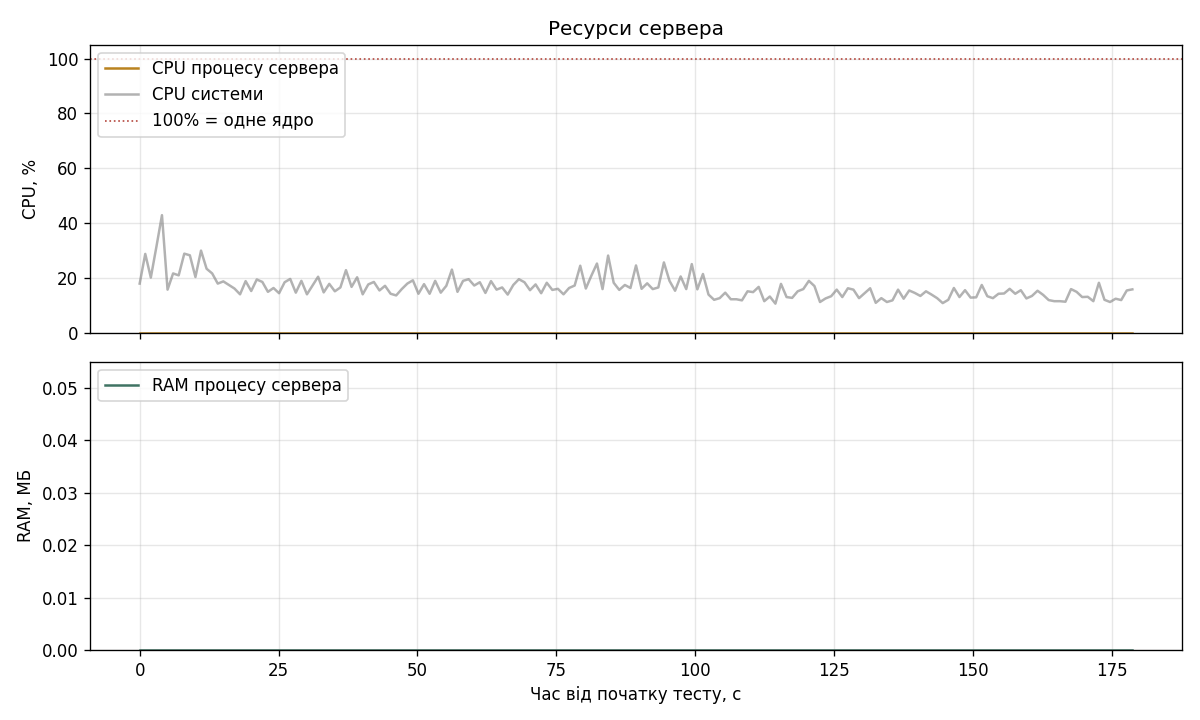 Ресурси сервера
CPU, %
100
80
60
40
20
0
CPU процесу сервера
CPU системи
100% = одне ядро
RAM, МБ
0.05
0.04
0.03
0.02
0.01
0.00
RAM процесу сервера
0 25 50 75 100 125 150 175
Час від початку тесту, с